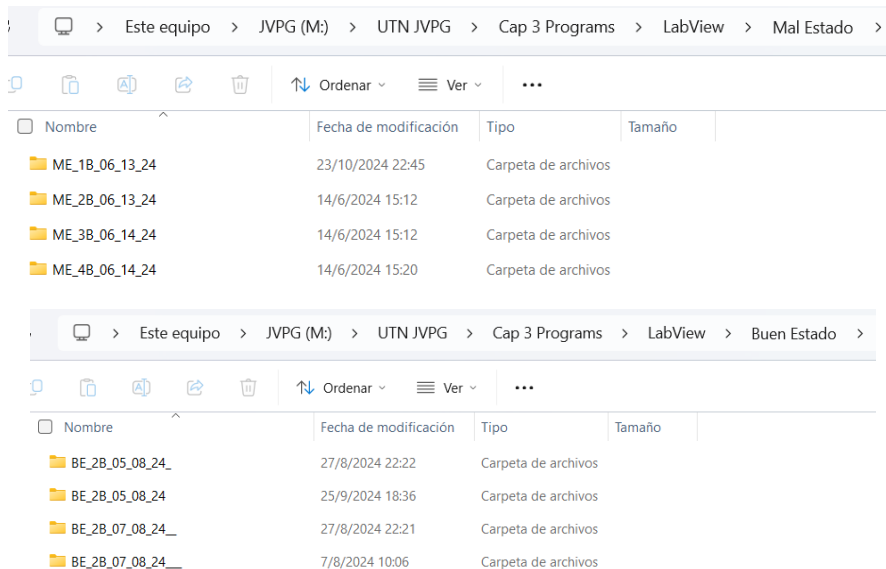 Este equipo > JVPG (M:) > UTN JVPG > Cap 3 Programs > LabView > Mal Estado >
Ordenar Ver ...
Nombre Fecha de modificación Tipo Tamaño
ME_1B_06_13_24 23/10/2024 22:45 Carpeta de archivos
ME_2B_06_13_24 14/6/2024 15:12 Carpeta de archivos
ME_3B_06_14_24 14/6/2024 15:12 Carpeta de archivos
ME_4B_06_14_24 14/6/2024 15:20 Carpeta de archivos
Este equipo > JVPG (M:) > UTN JVPG > Cap 3 Programs > LabView > Buen Estado >
Ordenar Ver ...
Nombre Fecha de modificación Tipo Tamaño
BE_2B_05_08_24_ 27/8/2024 22:22 Carpeta de archivos
BE_2B_05_08_24 25/9/2024 18:36 Carpeta de archivos
BE_2B_07_08_24__ 27/8/2024 22:21 Carpeta de archivos
BE_2B_07_08_24___ 7/8/2024 10:06 Carpeta de archivos